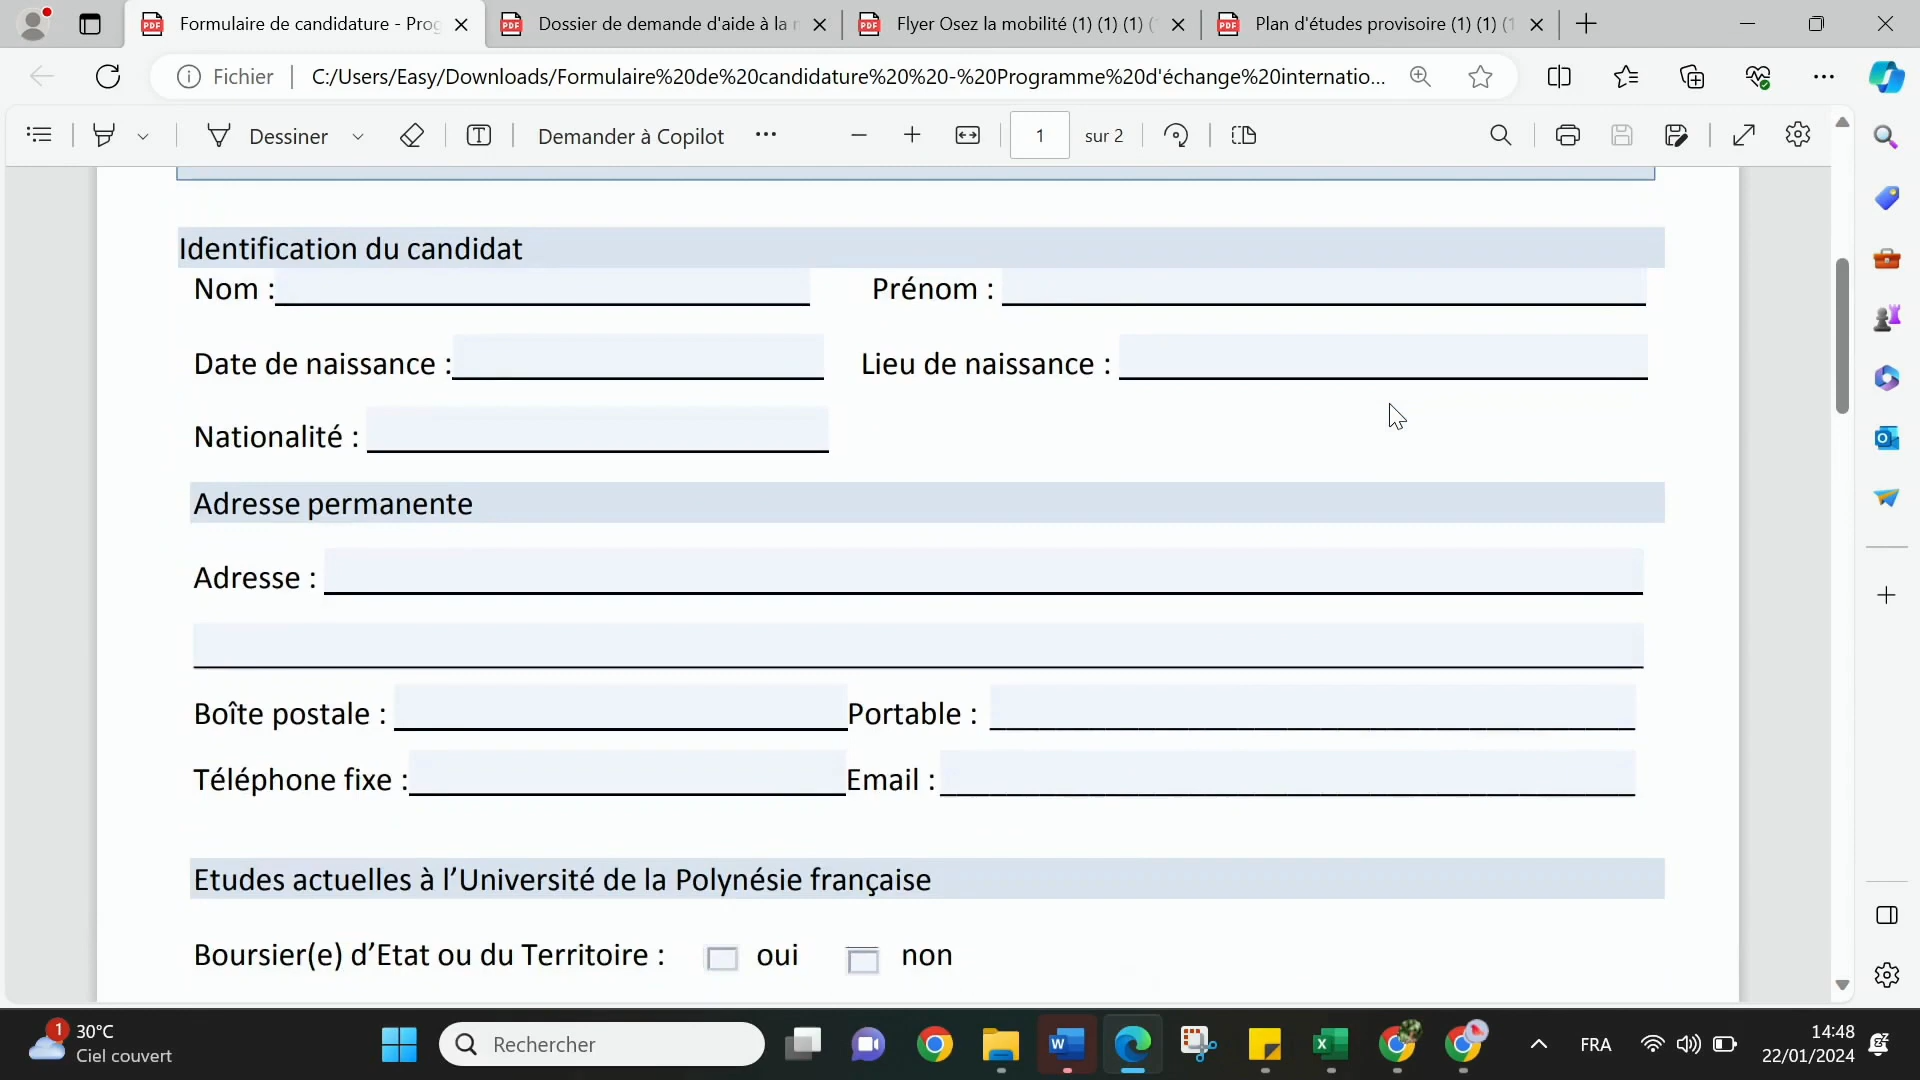 Formulaire de candidature - Prog
Dossier de demande d'aide à la
Flyer Osez la mobilité (1) (1) (1)
Plan d'études provisoire (1) (1)
Fichier
C:/Users/Easy/Downloads/Formulaire%20de%20candidature%20%20-%20Programme%20d'échange%20internatio...
Dessiner
Demander à Copilot
1
sur 2
Identification du candidat
Nom :
Prénom :
Date de naissance :
Lieu de naissance :
Nationalité :
Adresse permanente
Adresse :
Boîte postale :
Portable :
Téléphone fixe :
Email :
Etudes actuelles à l'Université de la Polynésie française
Boursier(e) d'Etat ou du Territoire : oui non
1
30°C
Ciel couvert
Rechercher
FRA
14:48
22/01/2024